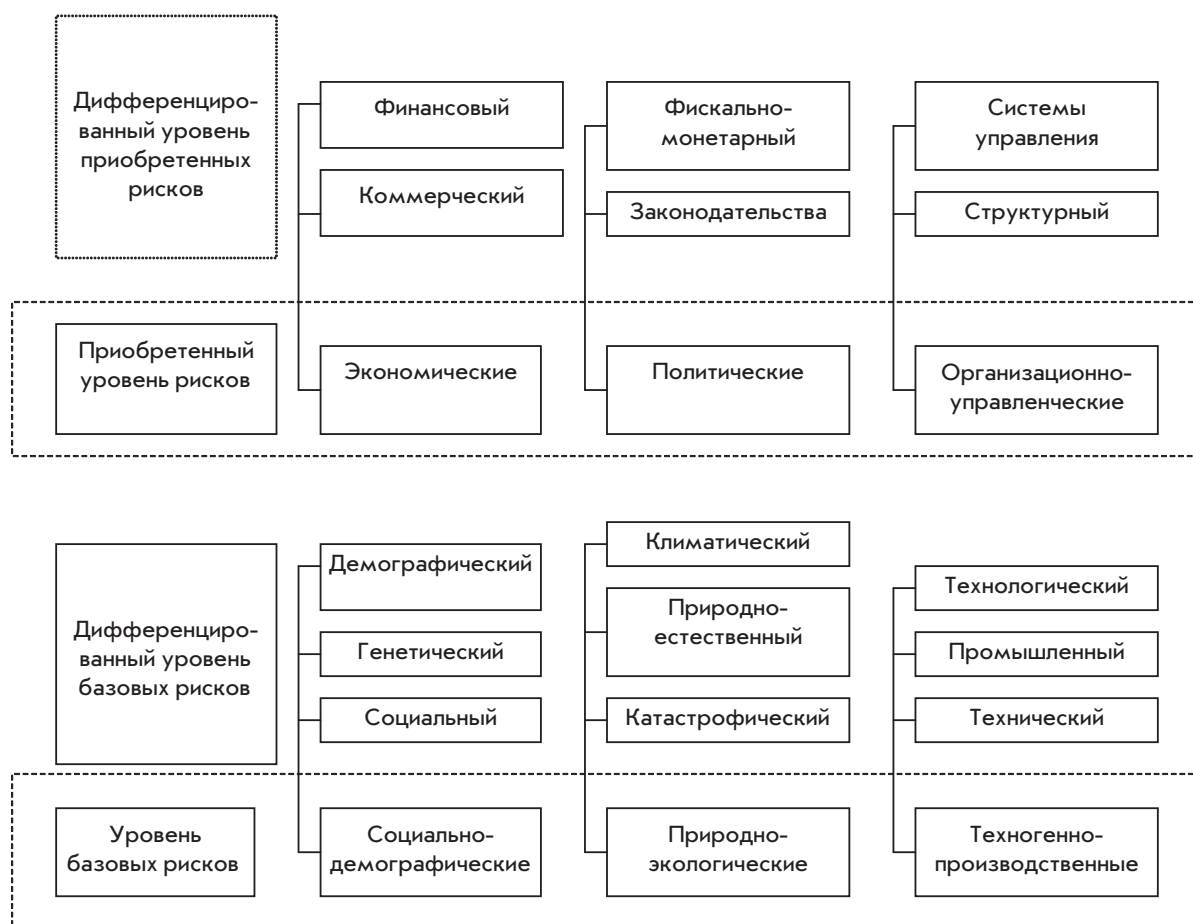 Дифференциро-
ванный уровень
приобретенных
рисков
Финансовый
Коммерческий
Фискально-
монетарный
Законодательства
Системы
управления
Структурный
Приобретенный
уровень рисков
Экономические
Политические
Организационно-
управленческие
Дифференциро-
ванный уровень
базовых рисков
Демографический
Генетический
Социальный
Климатический
Природно-
естественный
Катастрофический
Технологический
Промышленный
Технический
Уровень
базовых рисков
Социально-
демографические
Природно-
экологические
Техногенно-
производственные